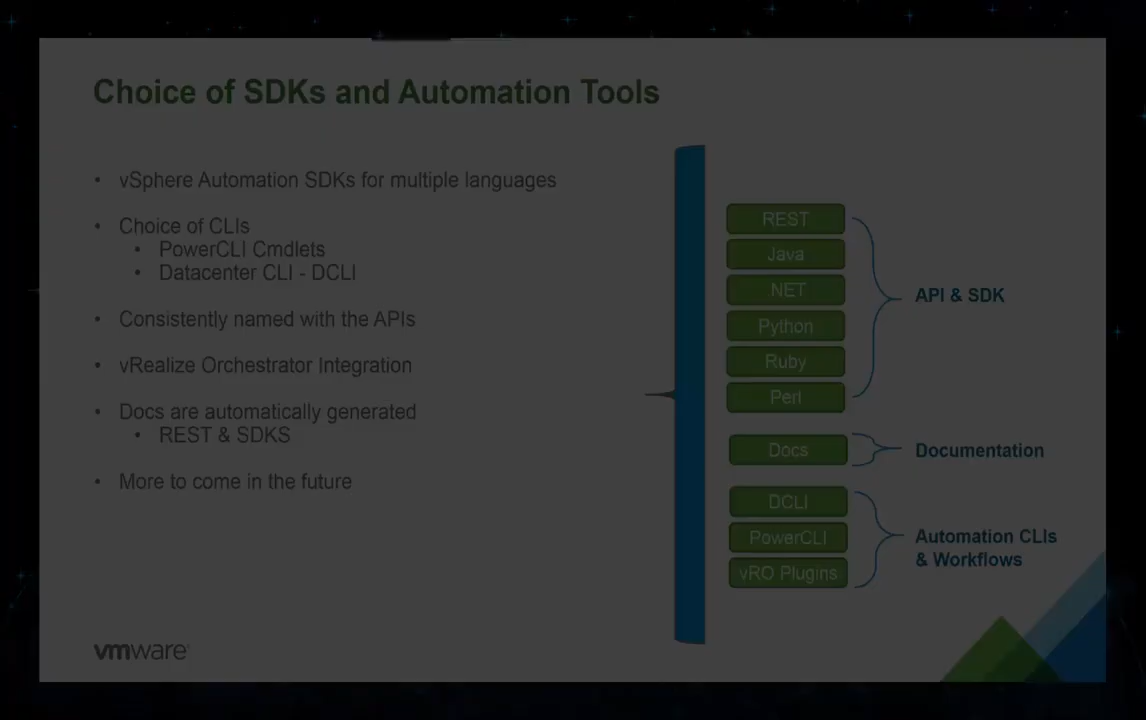 Choice of SDKs and Automation Tools
• vSphere Automation SDKs for multiple languages
• Choice of CLIs
• PowerCLI Cmdlets
• Datacenter CLI - DCLI
• Consistently named with the APIs
• vRealize Orchestrator Integration
• Docs are automatically generated
• REST & SDKS
• More to come in the future
REST
Java
.NET
Python
Ruby
Perl
API & SDK
Docs
Documentation
DCLI
PowerCLI
vRO Plugins
Automation CLIs
& Workflows
vmware